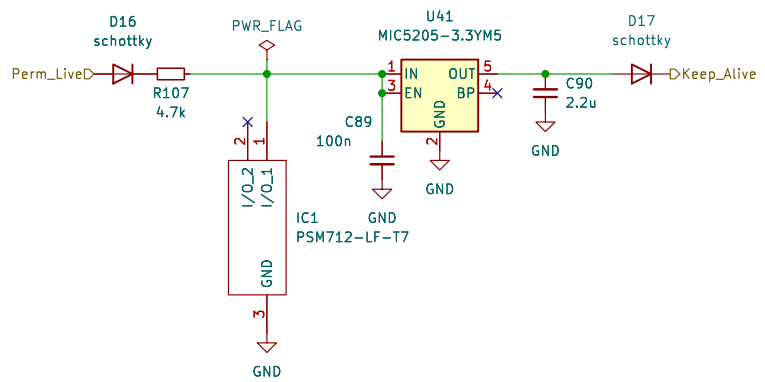 D16
schottky
PWR_FLAG
U41
MIC5205-3.3YM5
D17
schottky
Perm_Live
R107
4.7k
1
IN
OUT
5
3
EN
BP
4
GND
2
Keep_Alive
C90
2.2u
GND
C89
100n
GND
GND
2
1
I/O_2
I/O_1
IC1
PSM712-LF-T7
GND
3
GND